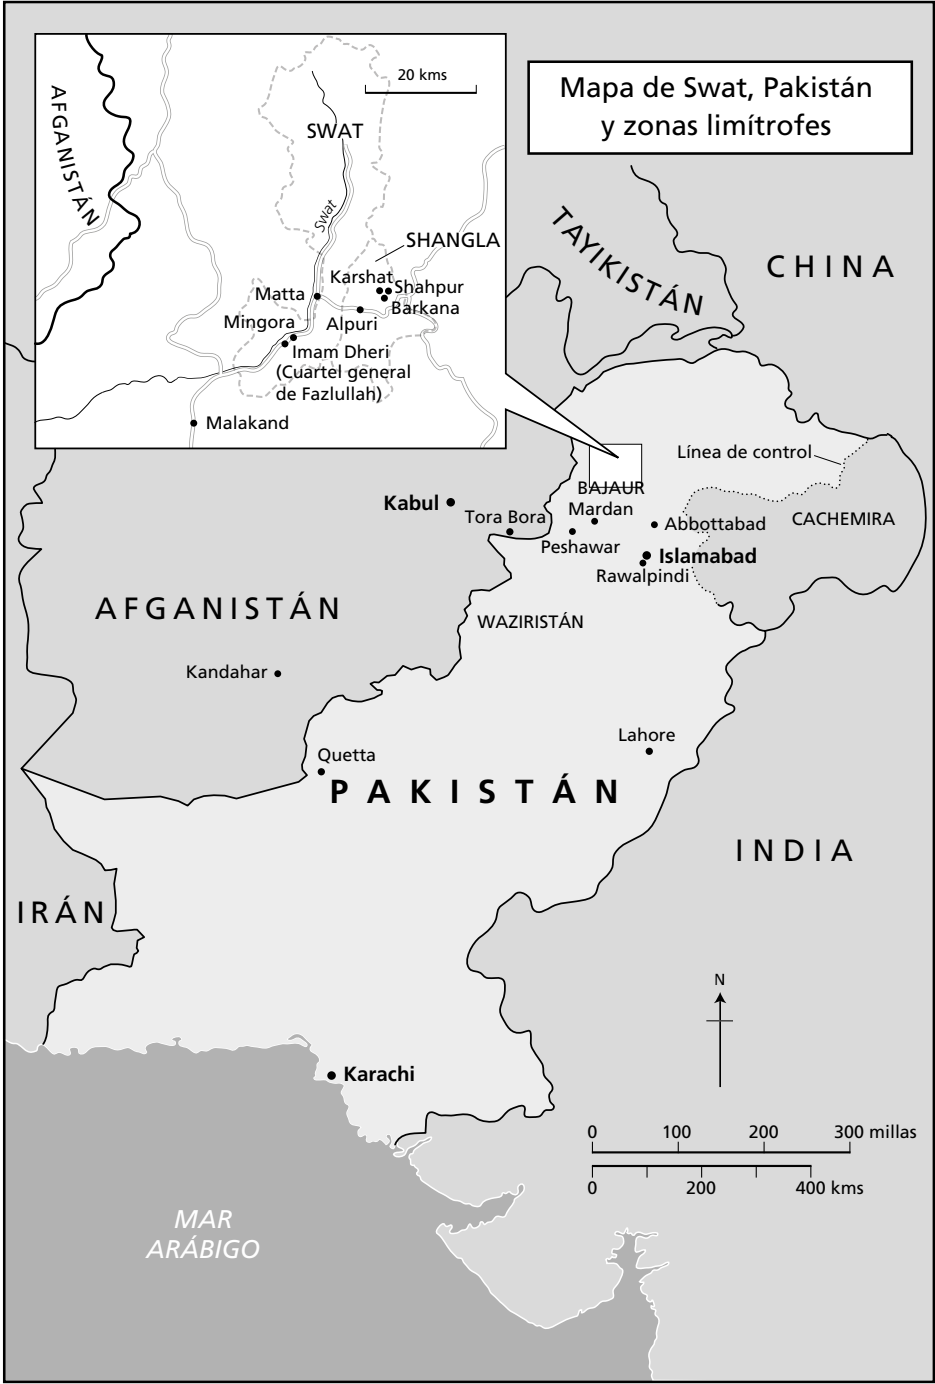 Mapa de Swat, Pakistán
y zonas limítrofes
20 kms
AFGANISTÁN
SWAT
Swat
SHANGLA
Karshat
Shahpur
Matta
Barkana
Mingora
Alpuri
Imam Dheri
(Cuartel general
de Fazlullah)
Malakand
TAYIKISTÁN
CHINA
Línea de control
BAJAUR
Kabul
Mardan
Tora Bora
Abbottabad
CACHEMIRA
Peshawar
Islamabad
Rawalpindi
AFGANISTÁN
WAZIRISTÁN
Kandahar
Lahore
Quetta
PAKISTÁN
INDIA
IRÁN
N
Karachi
0 100 200 300 millas
0 200 400 kms
MAR
ARÁBIGO